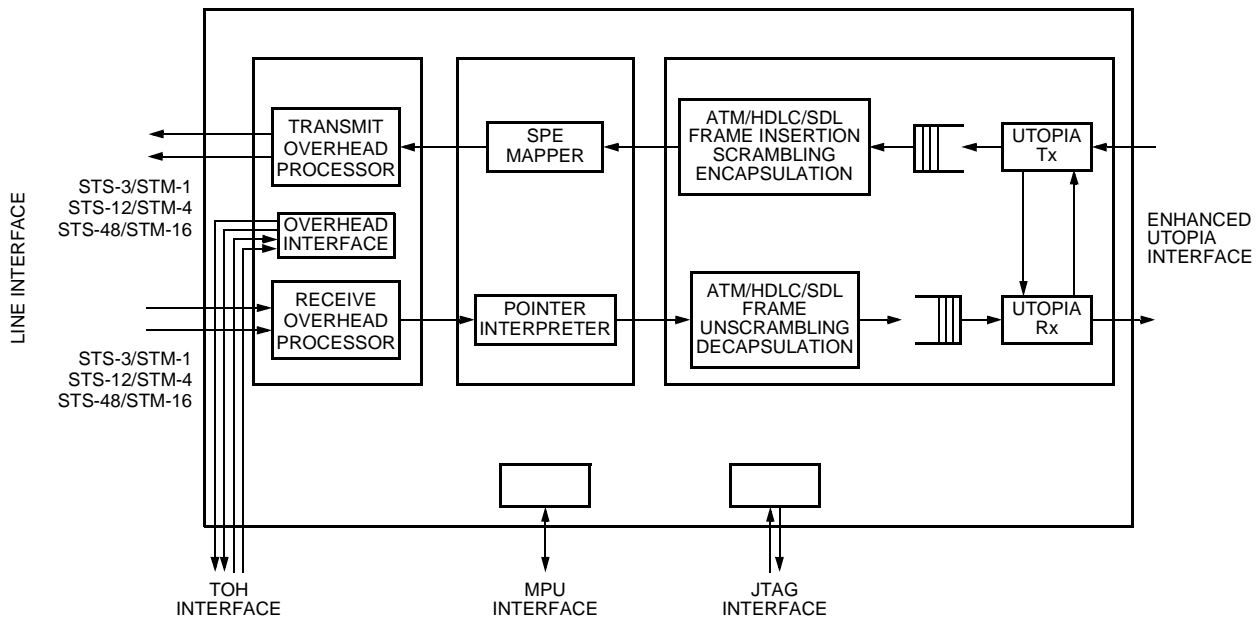 LINE INTERFACE
TRANSMIT
OVERHEAD
PROCESSOR
SPE
MAPPER
ATM/HDLC/SDL
FRAME INSERTION
SCRAMBLING
ENCAPSULATION
UTOPIA
Tx
STS-3/STM-1
STS-12/STM-4
STS-48/STM-16
OVERHEAD
INTERFACE
ENHANCED
UTOPIA
INTERFACE
RECEIVE
OVERHEAD
PROCESSOR
POINTER
INTERPRETER
ATM/HDLC/SDL
FRAME
UNSCRAMBLING
DECAPSULATION
UTOPIA
Rx
STS-3/STM-1
STS-12/STM-4
STS-48/STM-16
TOH
INTERFACE
MPU
INTERFACE
JTAG
INTERFACE